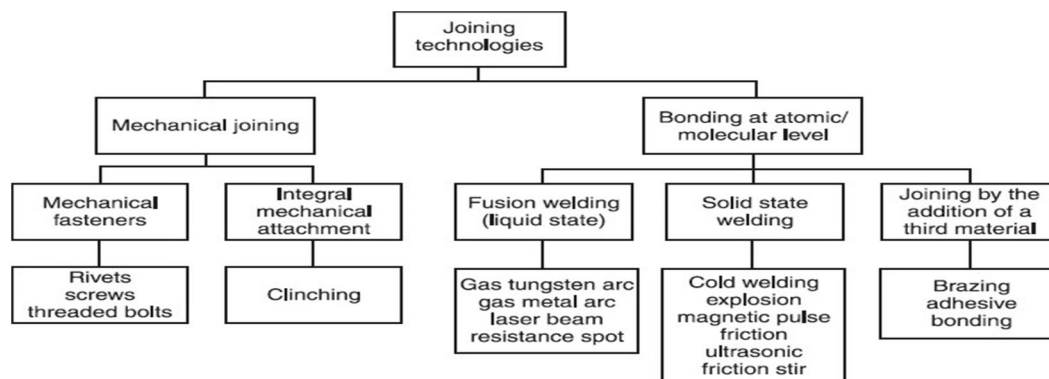 Joining
technologies
Mechanical joining
Bonding at atomic/
molecular level
Mechanical
fasteners
Integral
mechanical
attachment
Fusion welding
(liquid state)
Solid state
welding
Joining by the
addition of a
third material
Rivets
screws
threaded bolts
Clinching
Gas tungsten arc
gas metal arc
laser beam
resistance spot
Cold welding
explosion
magnetic pulse
friction
ultrasonic
friction stir
Brazing
adhesive
bonding